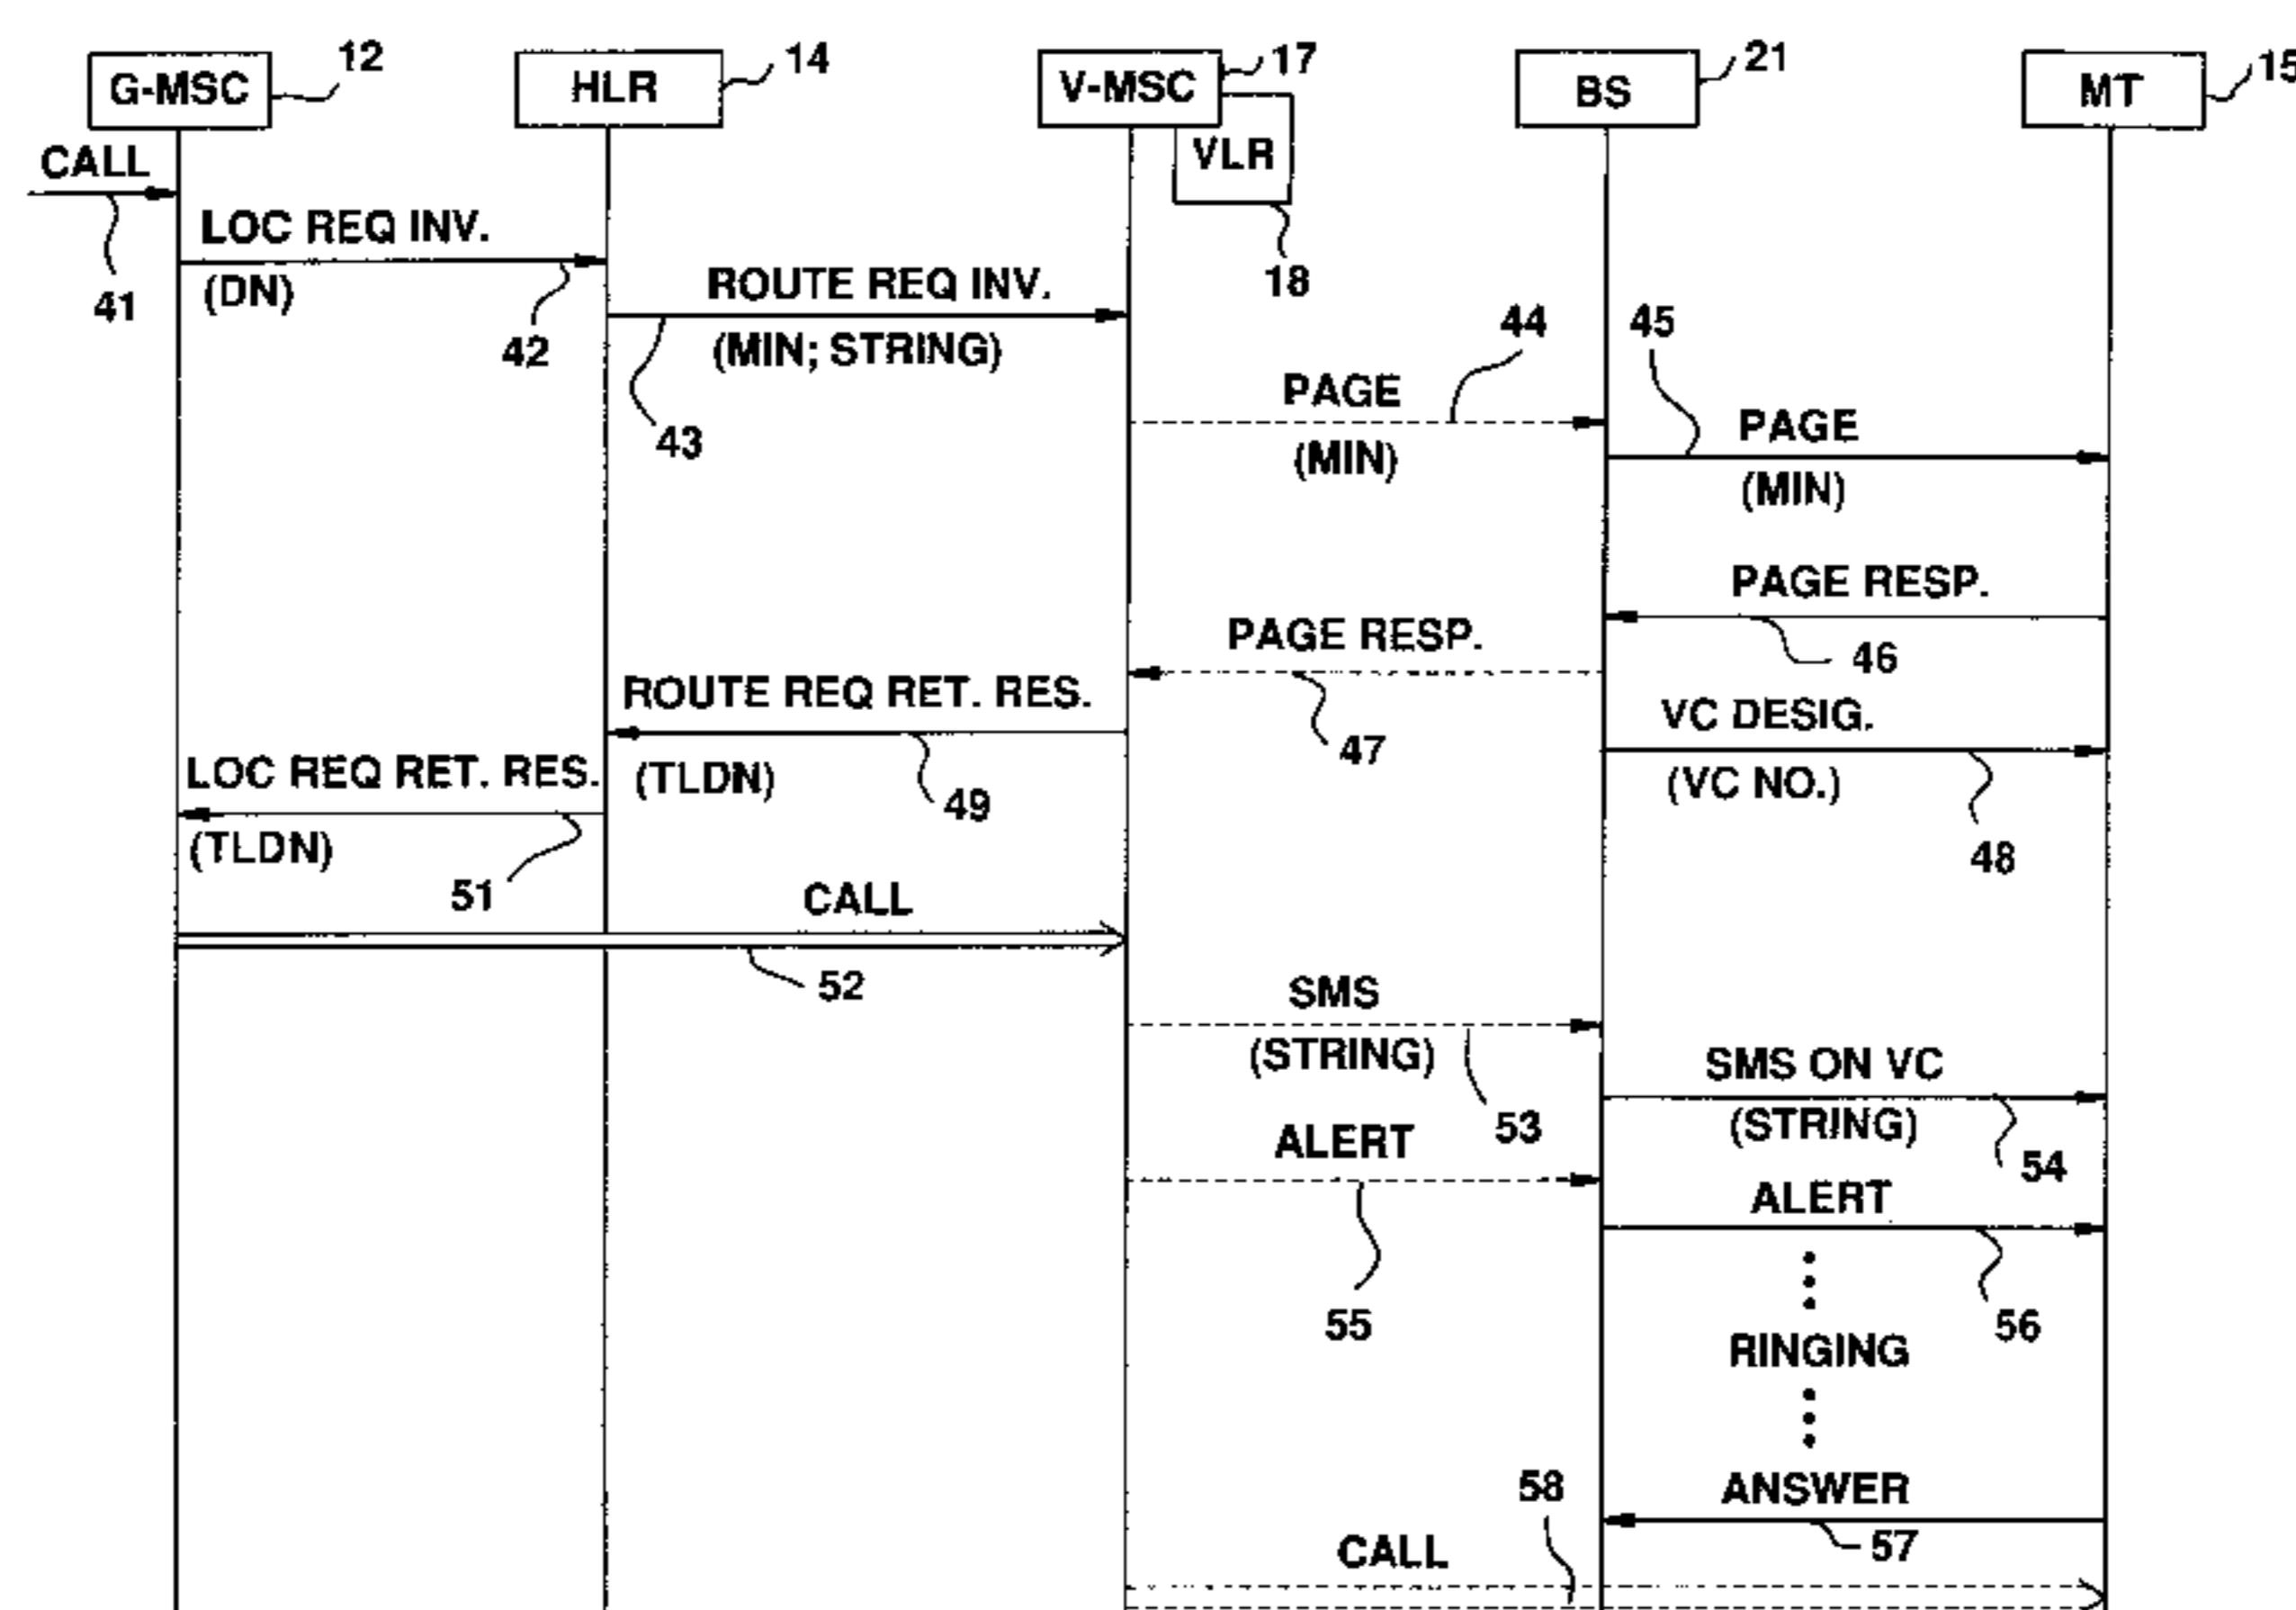 G-MSC 12
HLR 14
V-MSC 17
BS 21
MT 15
VLR
18
CALL
41
LOC REQ INV.
(DN)
42
ROUTE REQ INV.
(MIN; STRING)
43
PAGE
(MIN)
44
45
PAGE
(MIN)
PAGE RESP.
46
PAGE RESP.
47
VC DESIG.
(VC NO.)
48
ROUTE REQ RET. RES.
(TLDN)
49
LOC REQ RET. RES.
(TLDN)
51
CALL
52
SMS
(STRING)
53
SMS ON VC
(STRING)
54
ALERT
55
ALERT
56
RINGING
ANSWER
57
58
CALL